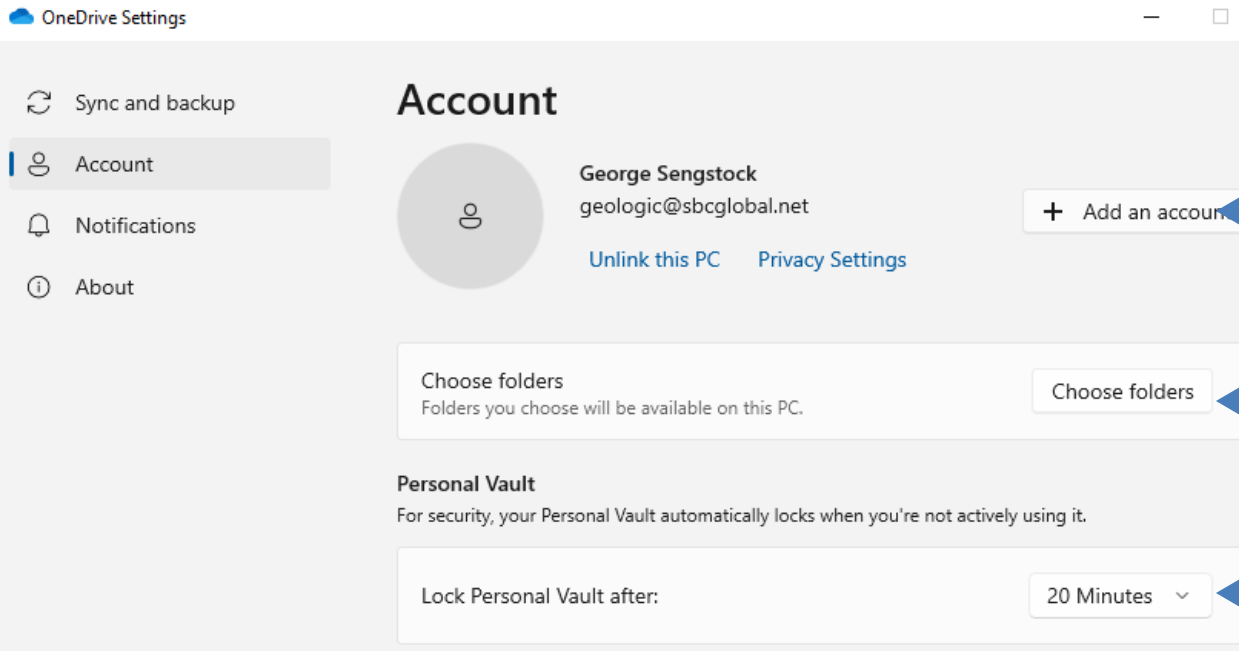 OneDrive Settings
Sync and backup
Account
Notifications
About
Account
George Sengstock
geologic@sbcglobal.net
Unlink this PC Privacy Settings
+ Add an accoun
Choose folders
Folders you choose will be available on this PC.
Choose folders
Personal Vault
For security, your Personal Vault automatically locks when you're not actively using it.
Lock Personal Vault after:
20 Minutes